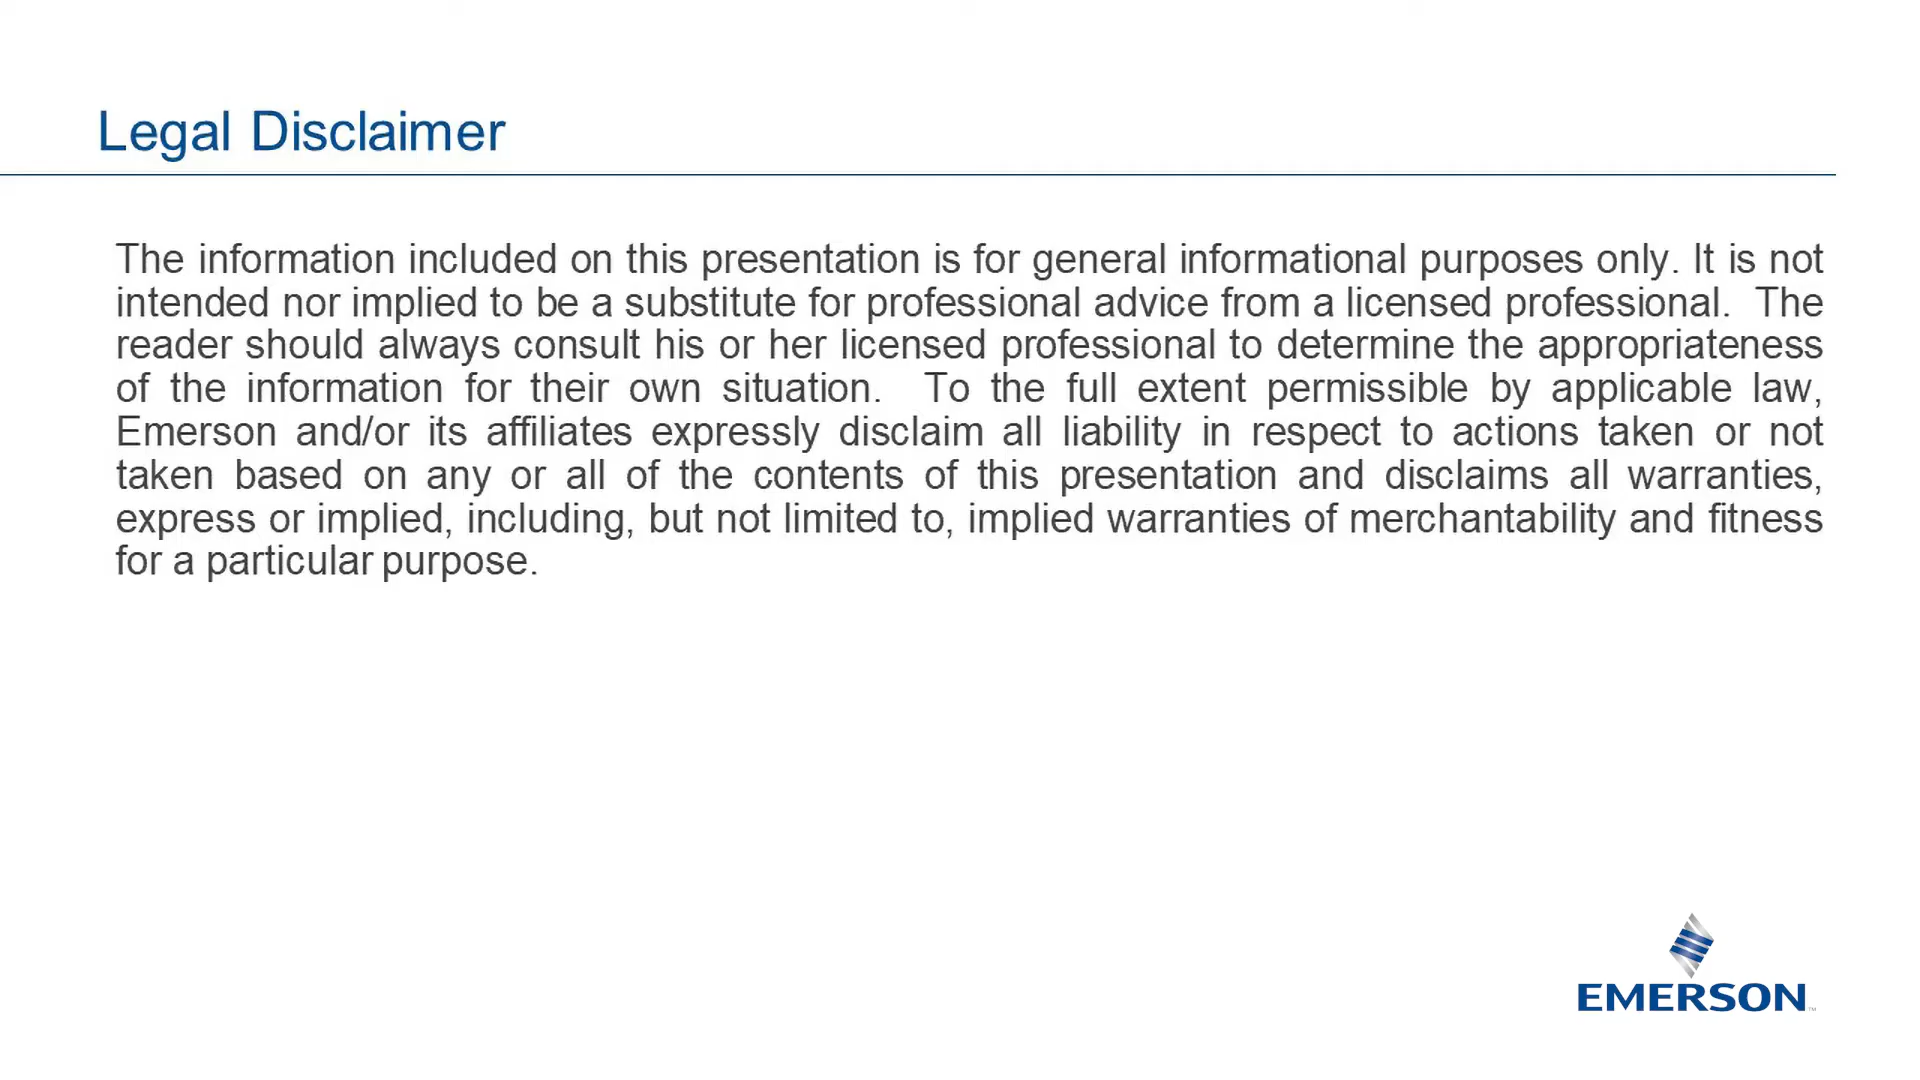 Legal Disclaimer
The information included on this presentation is for general informational purposes only. It is not
intended nor implied to be a substitute for professional advice from a licensed professional.  The
reader should always consult his or her licensed professional to determine the appropriateness
of the information for their own situation.  To the full extent permissible by applicable law,
Emerson and/or its affiliates expressly disclaim all liability in respect to actions taken or not
taken based on any or all of the contents of this presentation and disclaims all warranties,
express or implied, including, but not limited to, implied warranties of merchantability and fitness
for a particular purpose.
EMERSON™